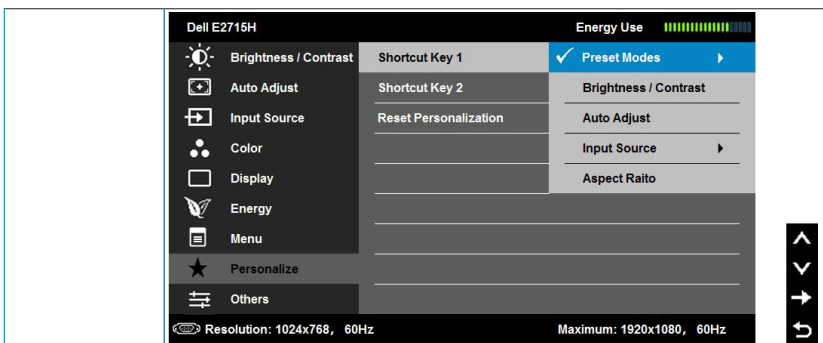 Dell E2715H Energy Use
Brightness / Contrast Shortcut Key 1 Preset Modes
Auto Adjust Shortcut Key 2 Brightness / Contrast
Input Source Reset Personalization Auto Adjust
Color Input Source
Display Aspect Raito
Energy
Menu
Personalize
Others
Resolution: 1024x768, 60Hz Maximum: 1920x1080, 60Hz